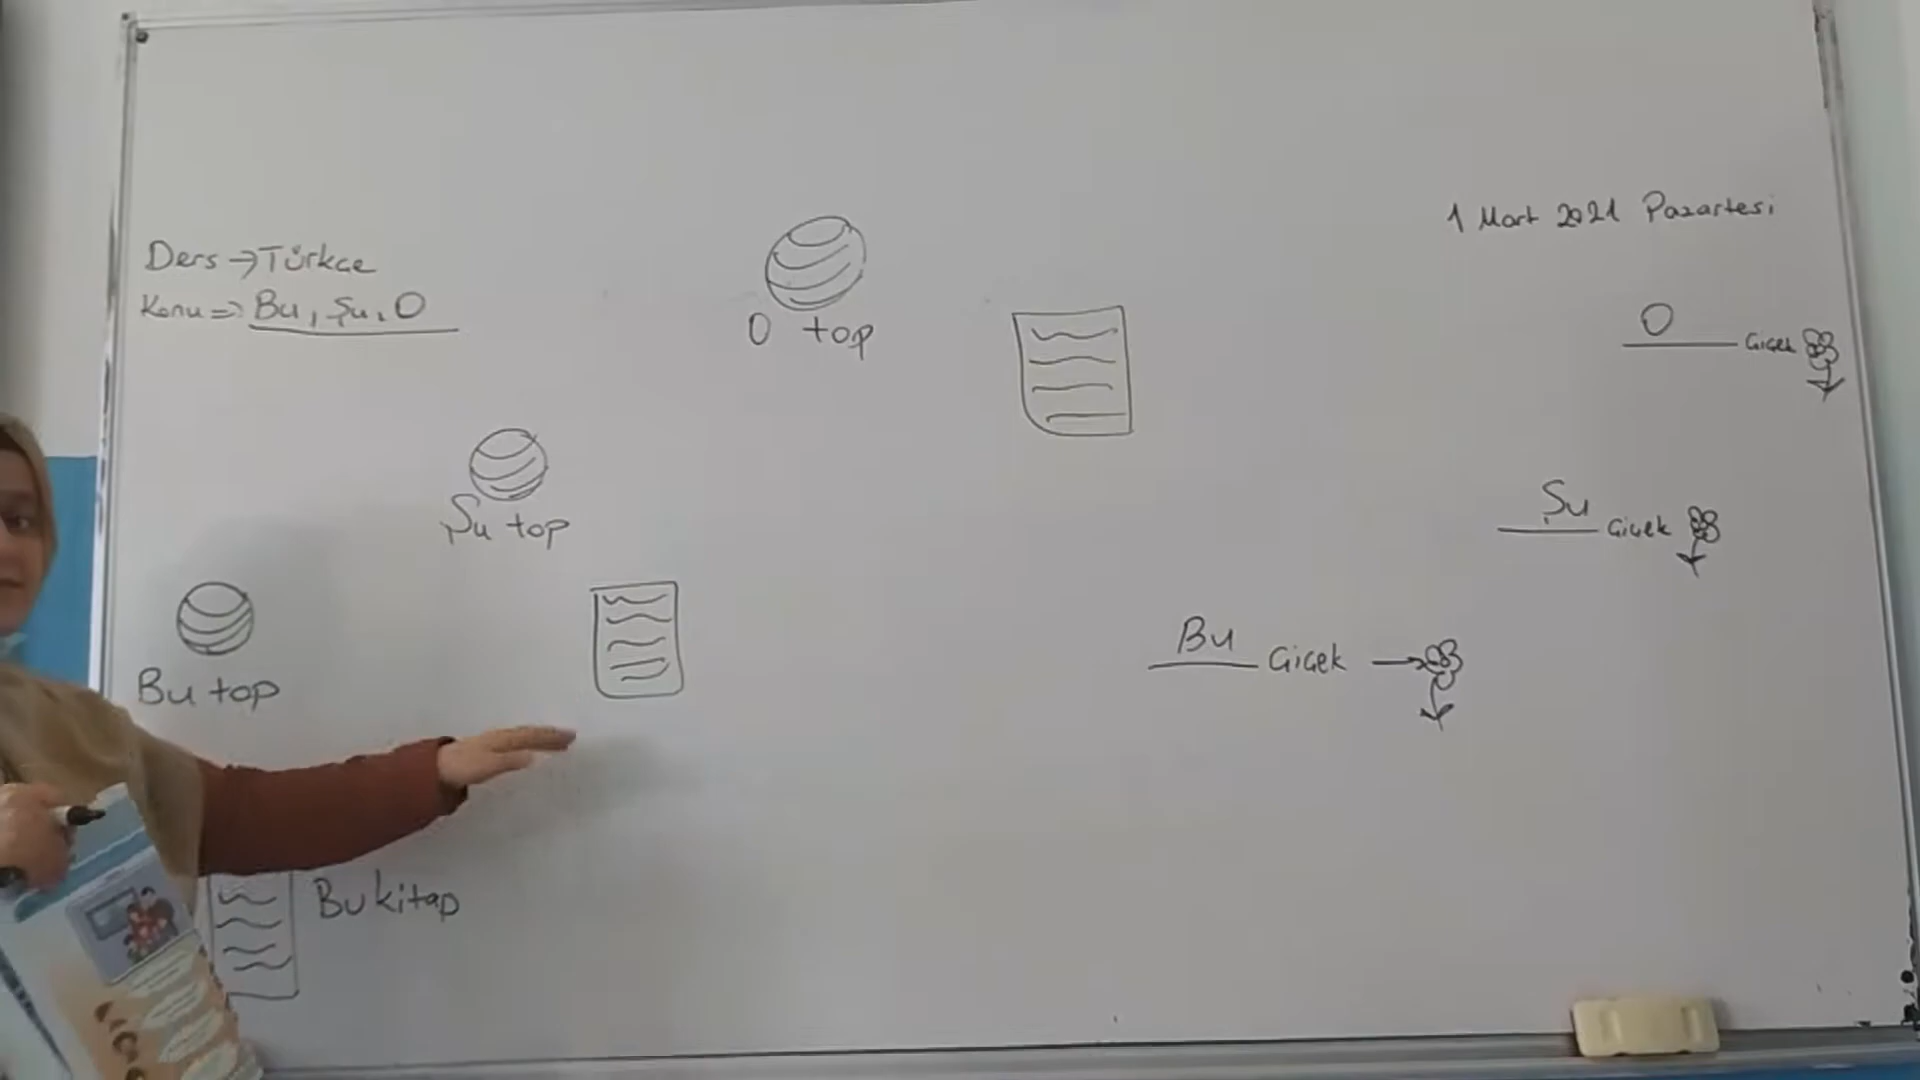 1 Mart 2021 Pazartesi
Ders → Türkçe
Konu => Bu, Şu, O
O top
O çiçek
Şu top
Şu çiçek
Bu top
Bu çiçek →
Bu kitap